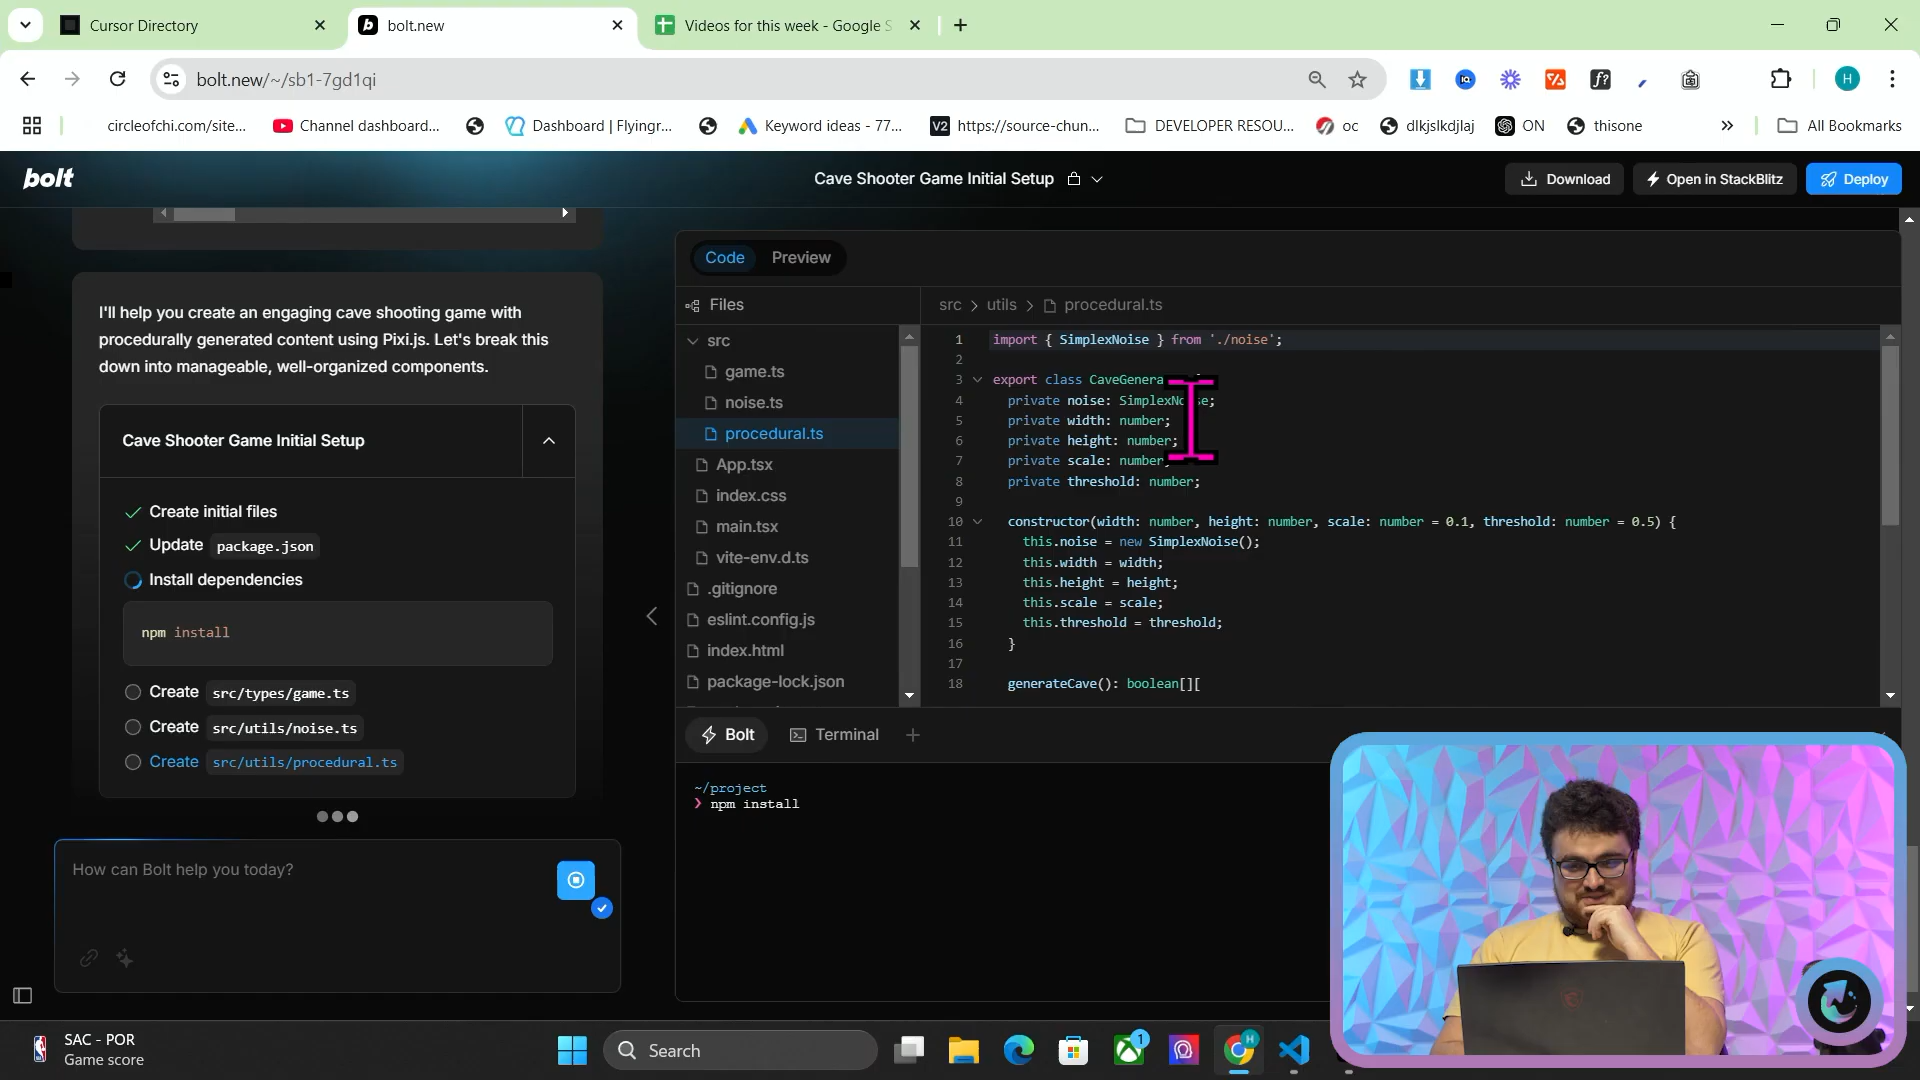 Cursor Directory
bolt.new
Videos for this week - Google S
bolt.new/~/sb1-7gd1qi
circleofchi.com/site...
Channel dashboard...
Dashboard | Flyingr...
Keyword ideas - 77...
V2
https://source-chun...
DEVELOPER RESOU...
oc
dlkjslkdjlaj
ON
thisone
»
All Bookmarks
H
f?
bolt
Cave Shooter Game Initial Setup
Download
Open in StackBlitz
Deploy
I'll help you create an engaging cave shooting game with
procedurally generated content using Pixi.js. Let's break this
down into manageable, well-organized components.
Cave Shooter Game Initial Setup
Create initial files
Update package.json
Install dependencies
npm install
Create src/types/game.ts
Create src/utils/noise.ts
Create src/utils/procedural.ts
How can Bolt help you today?
Code
Preview
Files
src
game.ts
noise.ts
procedural.ts
App.tsx
index.css
main.tsx
vite-env.d.ts
.gitignore
eslint.config.js
index.html
package-lock.json
src > utils > procedural.ts
1 import { SimplexNoise } from './noise';
2
3 export class CaveGenera
4 private noise: SimplexNoise;
5 private width: number;
6 private height: number;
7 private scale: number;
8 private threshold: number;
9
10 constructor(width: number, height: number, scale: number = 0.1, threshold: number = 0.5) {
11 this.noise = new SimplexNoise();
12 this.width = width;
13 this.height = height;
14 this.scale = scale;
15 this.threshold = threshold;
16 }
17
18 generateCave(): boolean[][
Bolt
Terminal
~/project
❯ npm install
SAC - POR
Game score
Search
1
H